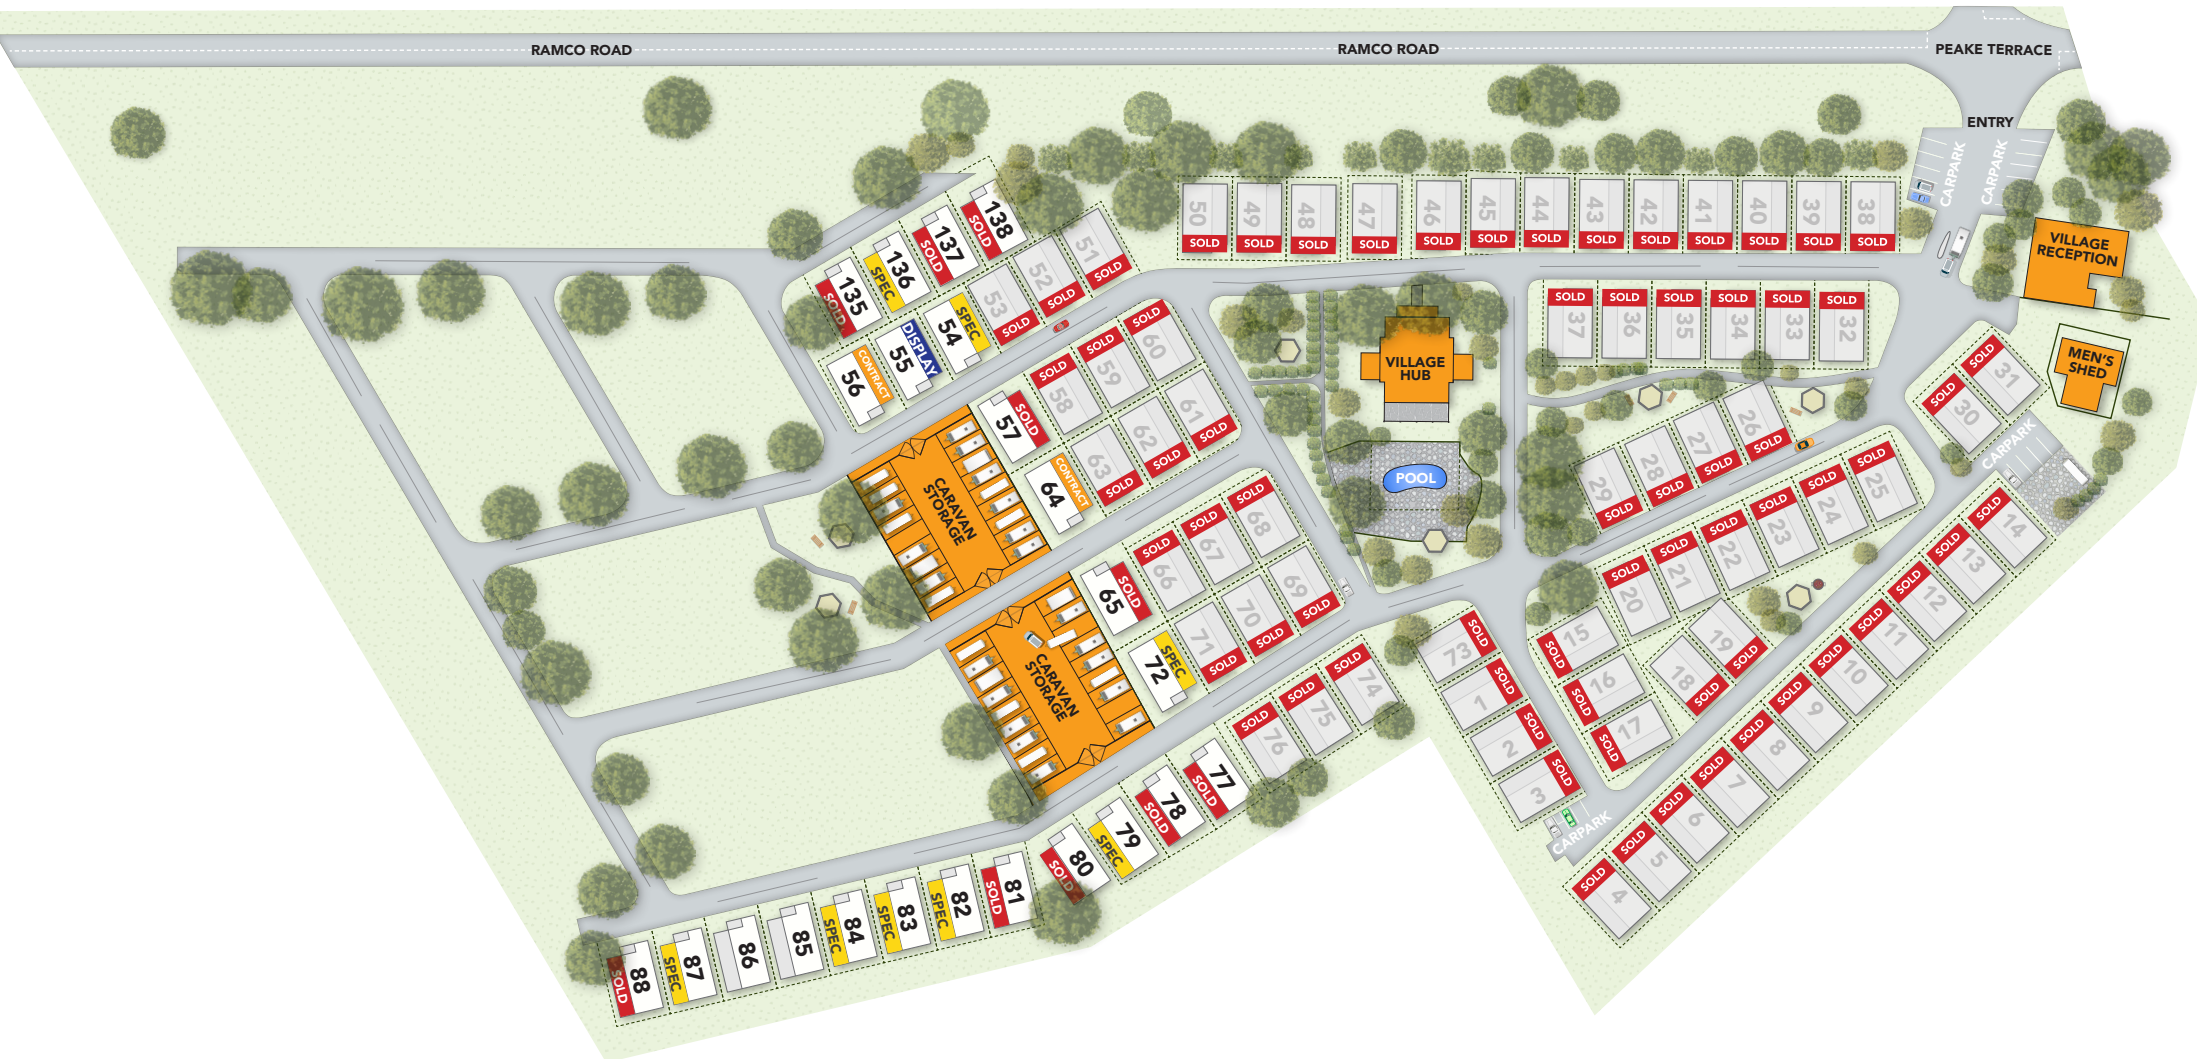 RAMCO ROAD
RAMCO ROAD
PEAKE TERRACE
ENTRY
CARPARK
CARPARK
VILLAGE
RECEPTION
MEN'S
SHED
CARPARK
VILLAGE
HUB
POOL
CARAVAN
STORAGE
CARAVAN
STORAGE
CARPARK
138 SOLD
137 SOLD
136 SPEC
135 SOLD
51 SOLD
52 SOLD
53 SOLD
54 SPEC
55 DISPLAY
56 CONTRACT
50 SOLD
49 SOLD
48 SOLD
47 SOLD
46 SOLD
45 SOLD
44 SOLD
43 SOLD
42 SOLD
41 SOLD
40 SOLD
39 SOLD
38 SOLD
SOLD 37
SOLD 36
SOLD 35
SOLD 34
SOLD 33
SOLD 32
SOLD 31
SOLD 30
57 SOLD
SOLD 58
SOLD 59
SOLD 60
61 SOLD
62 SOLD
63 SOLD
64 CONTRACT
65 SOLD
SOLD 66
SOLD 67
SOLD 68
69 SOLD
70 SOLD
71 SOLD
72 SPEC
29 SOLD
28 SOLD
27 SOLD
26 SOLD
SOLD 25
SOLD 24
SOLD 23
SOLD 22
SOLD 21
SOLD 20
19 SOLD
18 SOLD
SOLD 15
SOLD 16
SOLD 17
SOLD 14
SOLD 13
SOLD 12
SOLD 11
SOLD 10
SOLD 9
SOLD 8
SOLD 7
SOLD 6
SOLD 5
SOLD 4
73 SOLD
1 SOLD
2 SOLD
3 SOLD
SOLD 74
SOLD 75
SOLD 76
77 SOLD
78 SOLD
79 SPEC
80 SOLD
81 SOLD
82 SPEC
83 SPEC
84 SPEC
85
86
87 SPEC
88 SOLD